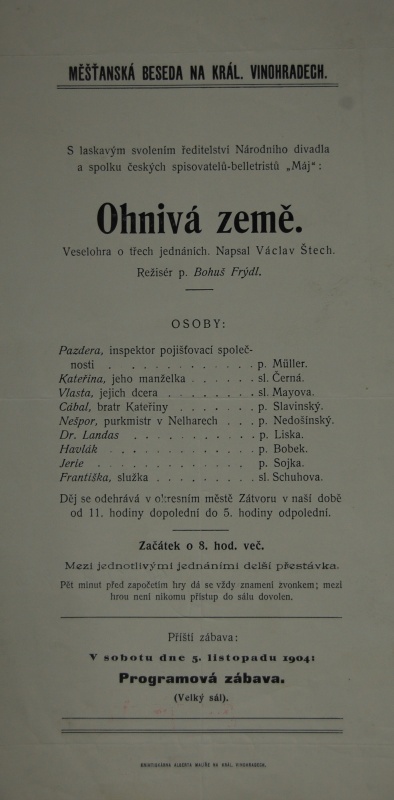 MĚŠŤANSKÁ BESEDA NA KRÁL. VINOHRADECH.
S laskavým svolením ředitelství Národního divadla
a spolku českých spisovatelů-belletristů „Máj“:
Ohnivá země.
Veselohra o třech jednáních. Napsal Václav Štech.
Režisér p. Bohuš Frýdl.
OSOBY:
Pazdera, inspektor pojišťovací společ-
nosti . . . . . . . . . . . . p. Müller.
Kateřina, jeho manželka . . . . . . sl. Černá.
Vlasta, jejich dcera . . . . . . . . sl. Mayova.
Cábal, bratr Kateřiny . . . . . . . p. Slavinský.
Nešpor, purkmistr v Nelharech . . . p. Nedošinský.
Dr. Landas . . . . . . . . . . . p. Liska.
Havlák . . . . . . . . . . . . . p. Bobek.
Jerie . . . . . . . . . . . . . p. Sojka.
Františka, služka . . . . . . . . . sl. Schuhova.
Děj se odehrává v okresním městě Zátvoru v naší době
od 11. hodiny dopolední do 5. hodiny odpolední.
Začátek o 8. hod. več.
Mezi jednotlivými jednáními delší přestávka.
Pět minut před započetím hry dá se vždy znamení zvonkem; mezi
hrou není nikomu přístup do sálu dovolen.
Příští zábava:
V sobotu dne 5. listopadu 1904:
Programová zábava.
(Velký sál).
KNIHTISKÁRNA ALBERTA MALÍŘE NA KRÁL. VINOHRADECH.